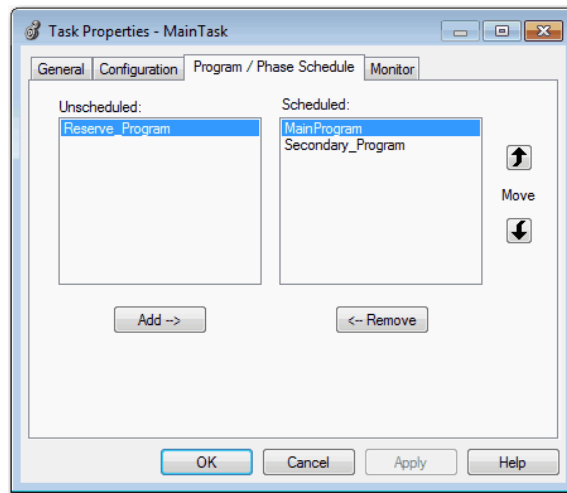 Task Properties - MainTask
General Configuration Program / Phase Schedule Monitor
Unscheduled:
Reserve_Program
Scheduled:
MainProgram
Secondary_Program
Move
Add -->
<-- Remove
OK Cancel Apply Help